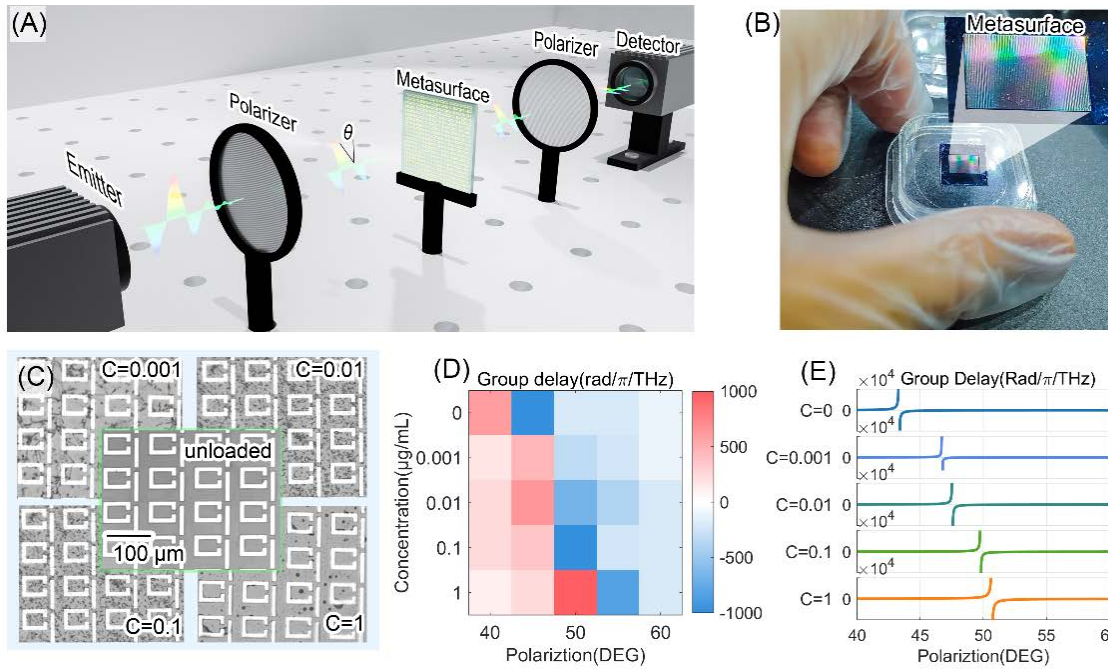 (A)
Emitter
Polarizer
θ
Metasurface
Polarizer
Detector
(B)
Metasurface
(C)
C=0.001
C=0.01
unloaded
100 μm
C=0.1
C=1
(D)
Group delay(rad/π/THz)
Concentration(μg/mL)
0
0.001
0.01
0.1
1
40 45 50 55 60
Polariztion(DEG)
1000
500
0
-500
-1000
(E)
×10⁴ Group Delay(Rad/π/THz)
C=0 0
×10⁴
C=0.001 0
×10⁴
C=0.01 0
×10⁴
C=0.1 0
×10⁴
C=1 0
40 45 50 55 6
Polariztion(DEG)